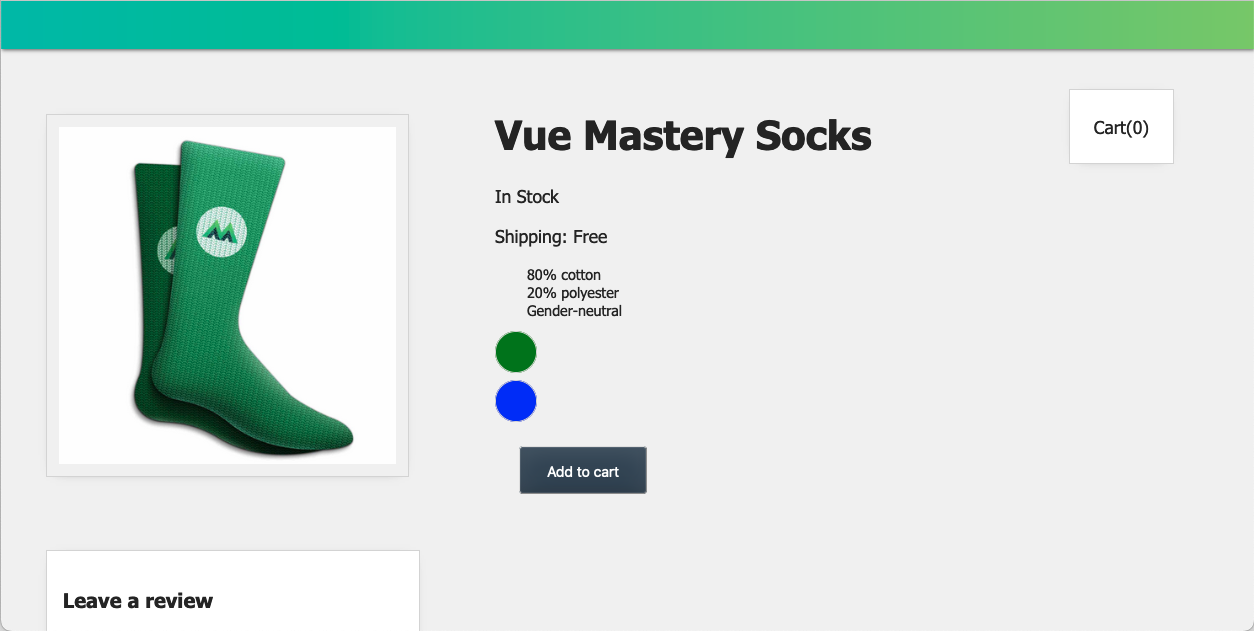 Cart(0)
Vue Mastery Socks
In Stock
Shipping: Free
80% cotton
20% polyester
Gender-neutral
Add to cart
Leave a review